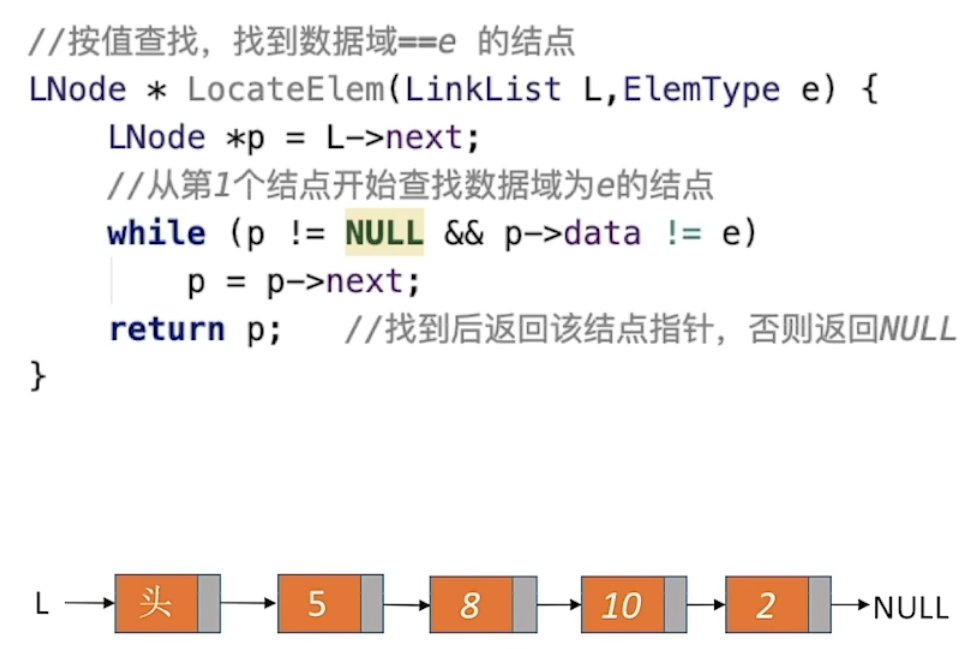 //按值查找，找到数据域==e 的结点
LNode * LocateElem(LinkList L,ElemType e) {
    LNode *p = L->next;
    //从第1个结点开始查找数据域为e的结点
    while (p != NULL && p->data != e)
        p = p->next;
    return p;   //找到后返回该结点指针，否则返回NULL
}
L 头 5 8 10 2 NULL